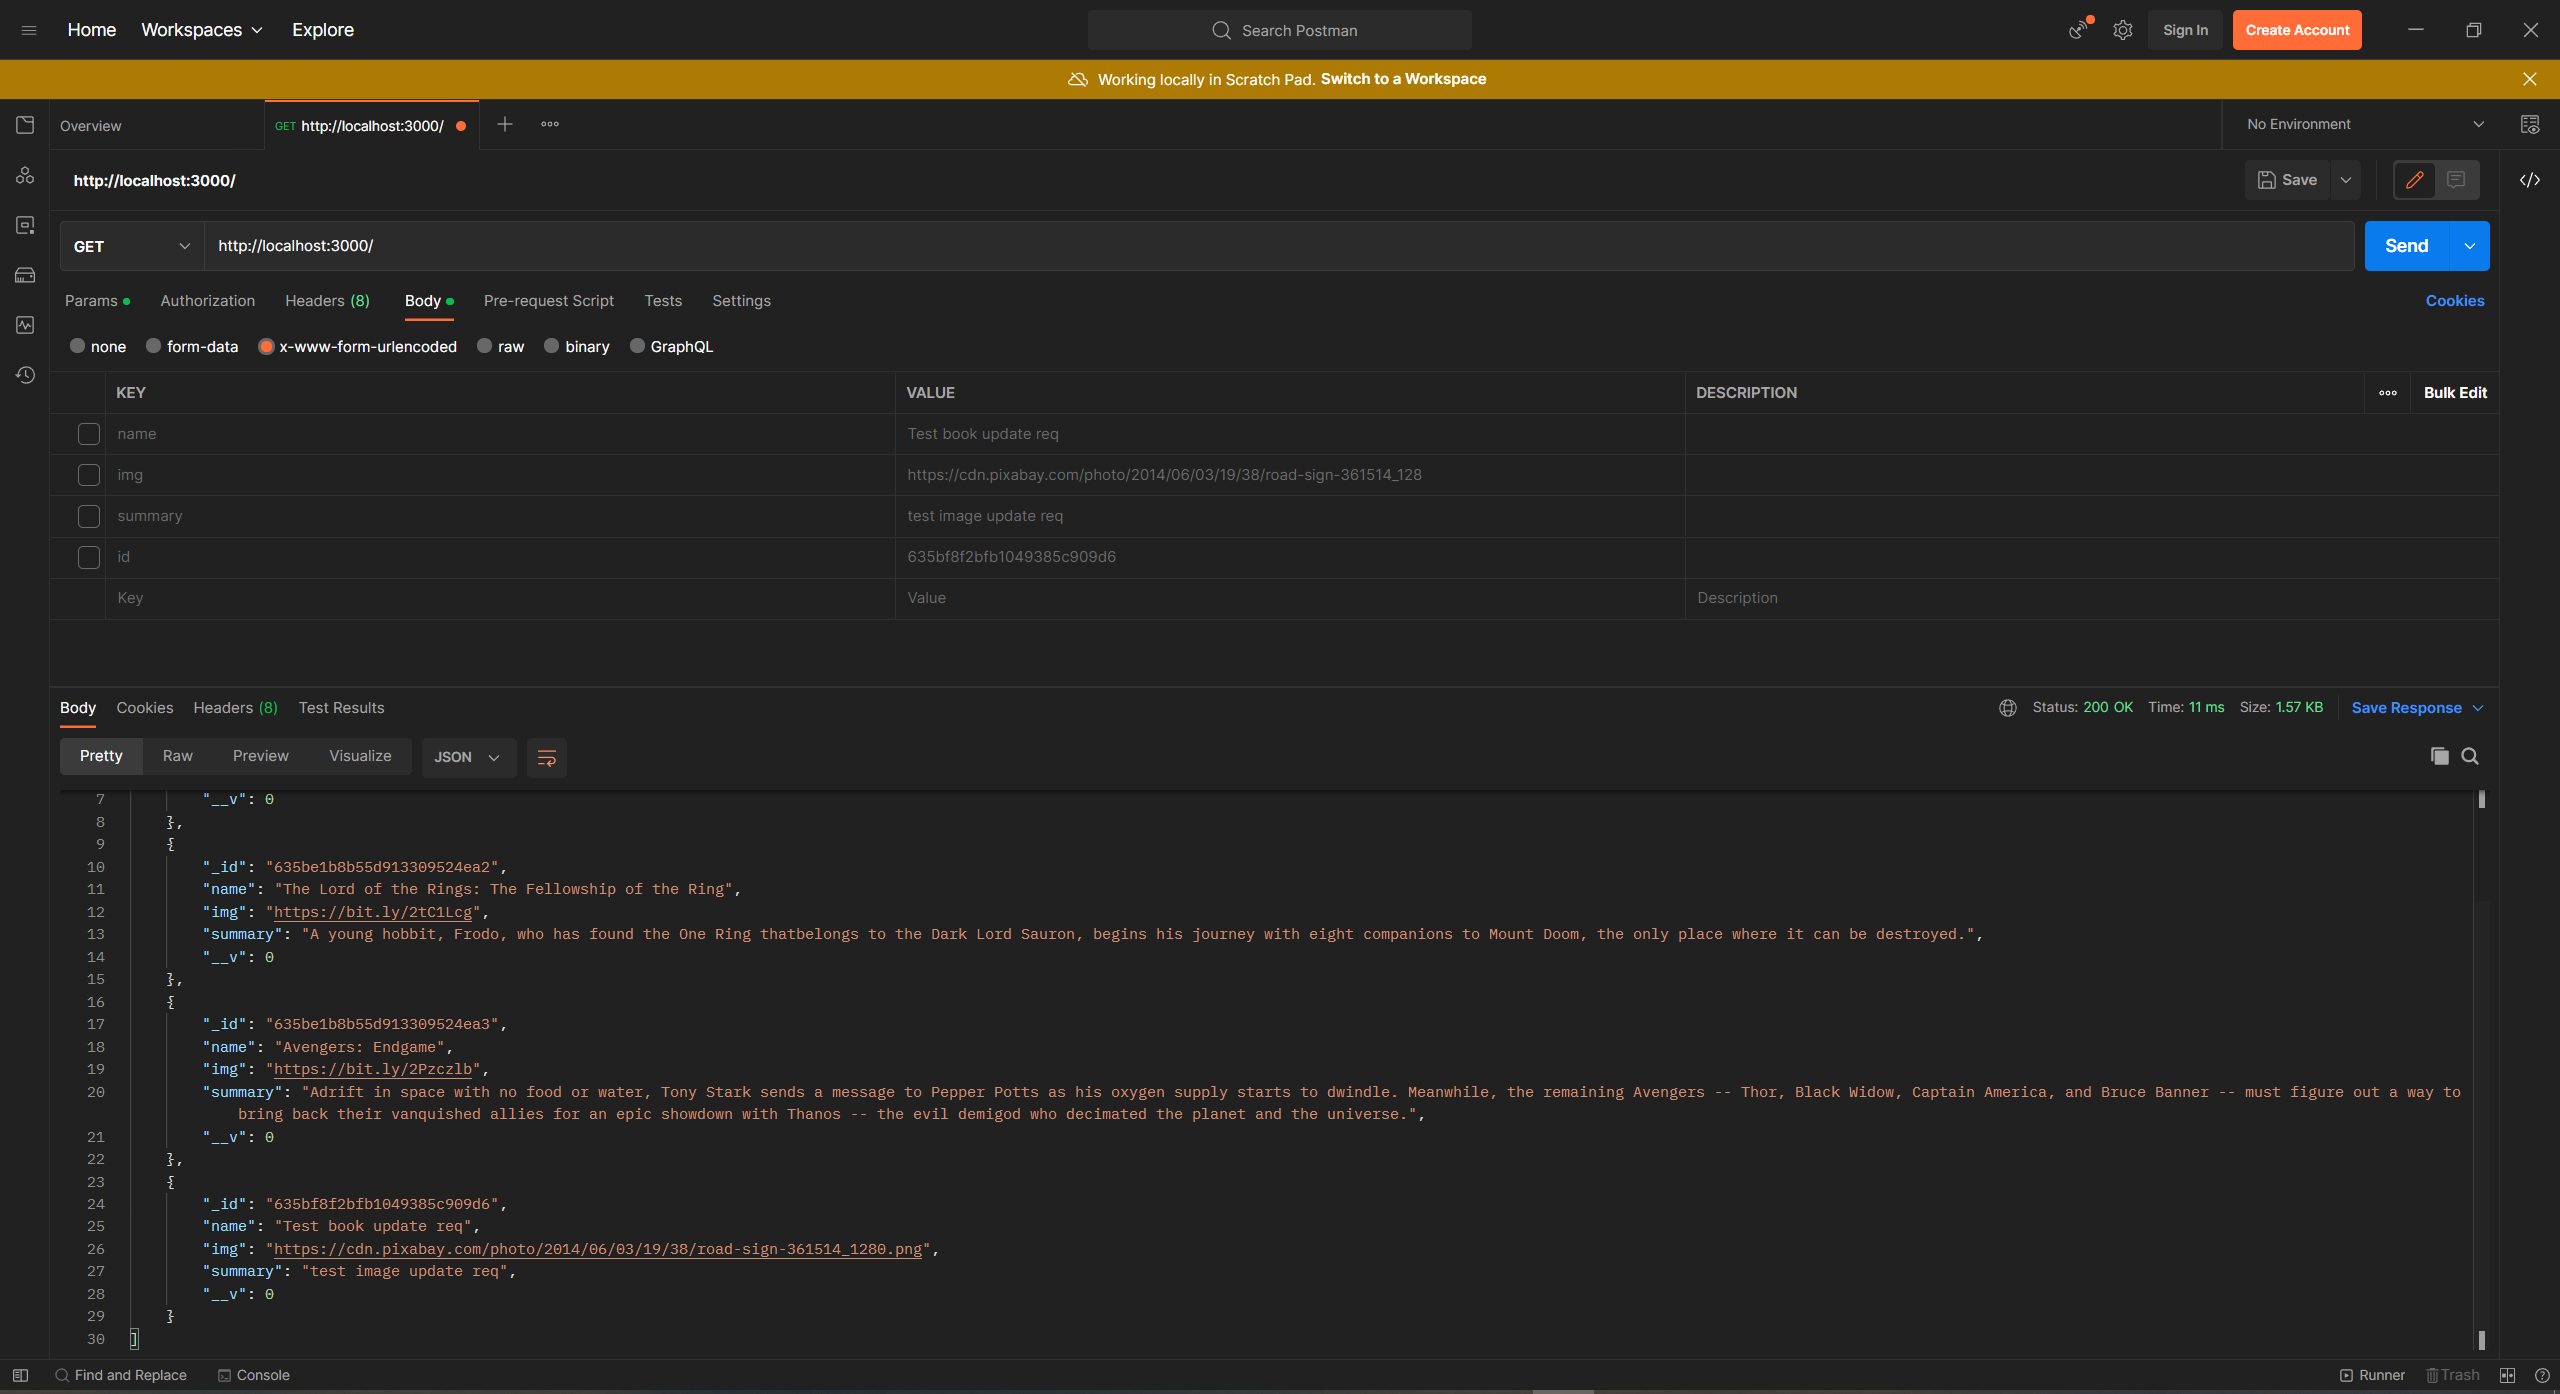 Home Workspaces Explore Search Postman Sign In Create Account
Working locally in Scratch Pad. Switch to a Workspace
Overview GET http://localhost:3000/ No Environment
http://localhost:3000/ Save
GET http://localhost:3000/ Send
Params Authorization Headers (8) Body Pre-request Script Tests Settings Cookies
none form-data x-www-form-urlencoded raw binary GraphQL
KEY VALUE DESCRIPTION Bulk Edit
name Test book update req
img https://cdn.pixabay.com/photo/2014/06/03/19/38/road-sign-361514_128
summary test image update req
id 635bf8f2bfb1049385c909d6
Key Value Description
Body Cookies Headers (8) Test Results Status: 200 OK Time: 11 ms Size: 1.57 KB Save Response
Pretty Raw Preview Visualize JSON
7 "__v": 0
8 },
9 {
10 "_id": "635be1b8b55d913309524ea2",
11 "name": "The Lord of the Rings: The Fellowship of the Ring",
12 "img": "https://bit.ly/2tC1Lcg",
13 "summary": "A young hobbit, Frodo, who has found the One Ring thatbelongs to the Dark Lord Sauron, begins his journey with eight companions to Mount Doom, the only place where it can be destroyed.",
14 "__v": 0
15 },
16 {
17 "_id": "635be1b8b55d913309524ea3",
18 "name": "Avengers: Endgame",
19 "img": "https://bit.ly/2Pzczlb",
20 "summary": "Adrift in space with no food or water, Tony Stark sends a message to Pepper Potts as his oxygen supply starts to dwindle. Meanwhile, the remaining Avengers -- Thor, Black Widow, Captain America, and Bruce Banner -- must figure out a way to
bring back their vanquished allies for an epic showdown with Thanos -- the evil demigod who decimated the planet and the universe.",
21 "__v": 0
22 },
23 {
24 "_id": "635bf8f2bfb1049385c909d6",
25 "name": "Test book update req",
26 "img": "https://cdn.pixabay.com/photo/2014/06/03/19/38/road-sign-361514_1280.png",
27 "summary": "test image update req",
28 "__v": 0
29 }
30 ]
Find and Replace Console Runner Trash